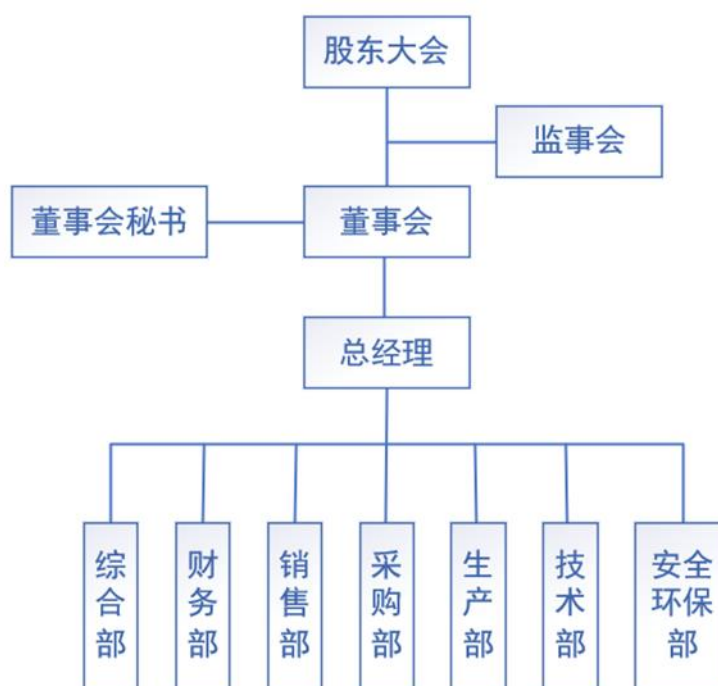 股东大会
监事会
董事会秘书
董事会
总经理
综合部
财务部
销售部
采购部
生产部
技术部
安全
环保
部